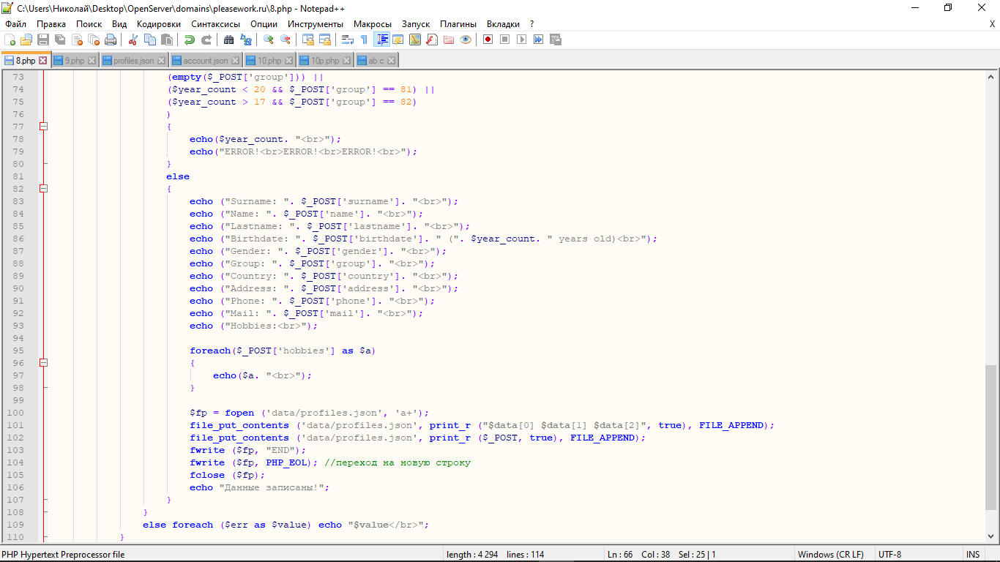 C:\Users\Николай\Desktop\OpenServer\domains\pleasework.ru\8.php - Notepad++
Файл Правка Поиск Вид Кодировки Синтаксисы Опции Инструменты Макросы Запуск Плагины Вкладки ? X
8.php 9.php profiles.json account.json 10.php 10p.php ab.c
73 (empty($_POST['group'])) ||
74 ($year_count < 20 && $_POST['group'] == 81) ||
75 ($year_count > 17 && $_POST['group'] == 82)
76 )
77 {
78 echo($year_count. "<br>");
79 echo("ERROR!<br>ERROR!<br>ERROR!<br>");
80 }
81 else
82 {
83 echo ("Surname: ". $_POST['surname']. "<br>");
84 echo ("Name: ". $_POST['name']. "<br>");
85 echo ("Lastname: ". $_POST['lastname']. "<br>");
86 echo ("Birthdate: ". $_POST['birthdate']. " (". $year_count. " years old)<br>");
87 echo ("Gender: ". $_POST['gender']. "<br>");
88 echo ("Group: ". $_POST['group']. "<br>");
89 echo ("Country: ". $_POST['country']. "<br>");
90 echo ("Address: ". $_POST['address']. "<br>");
91 echo ("Phone: ". $_POST['phone']. "<br>");
92 echo ("Mail: ". $_POST['mail']. "<br>");
93 echo ("Hobbies:<br>");
94
95 foreach($_POST['hobbies'] as $a)
96 {
97 echo($a. "<br>");
98 }
99
100 $fp = fopen ('data/profiles.json', 'a+');
101 file_put_contents ('data/profiles.json', print_r ("$data[0] $data[1] $data[2]", true), FILE_APPEND);
102 file_put_contents ('data/profiles.json', print_r ($_POST, true), FILE_APPEND);
103 fwrite ($fp, "END");
104 fwrite ($fp, PHP_EOL); //переход на новую строку
105 fclose ($fp);
106 echo "Данные записаны!";
107 }
108 }
109 else foreach ($err as $value) echo "$value</br>";
110 }
PHP Hypertext Preprocessor file length : 4 294 lines : 114 Ln : 66 Col : 38 Sel : 25 | 1 Windows (CR LF) UTF-8 INS